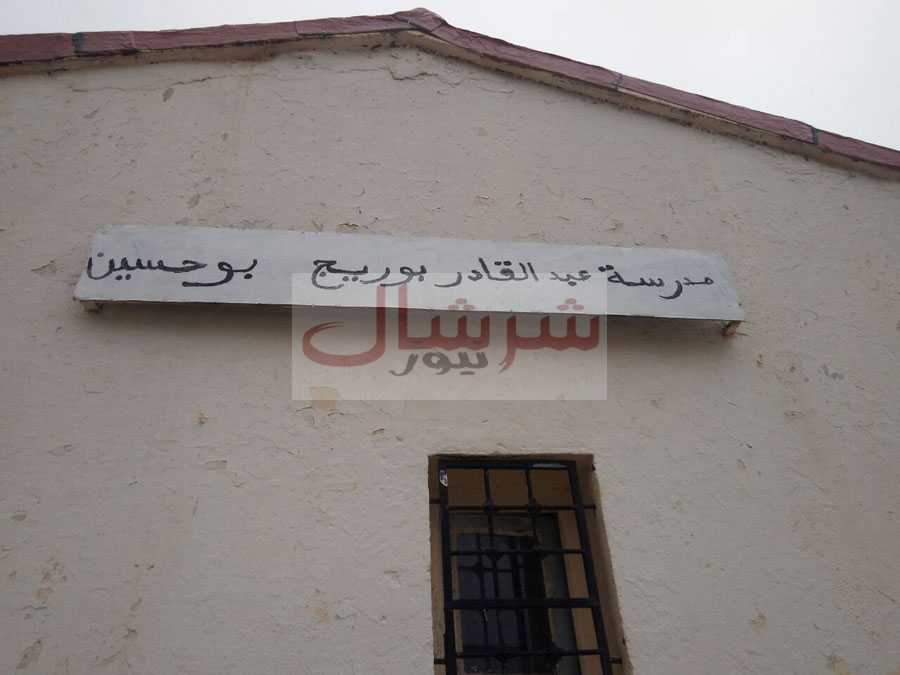 مدرسة عبد القادر بوريج بوحسين
شرشال
نيوز